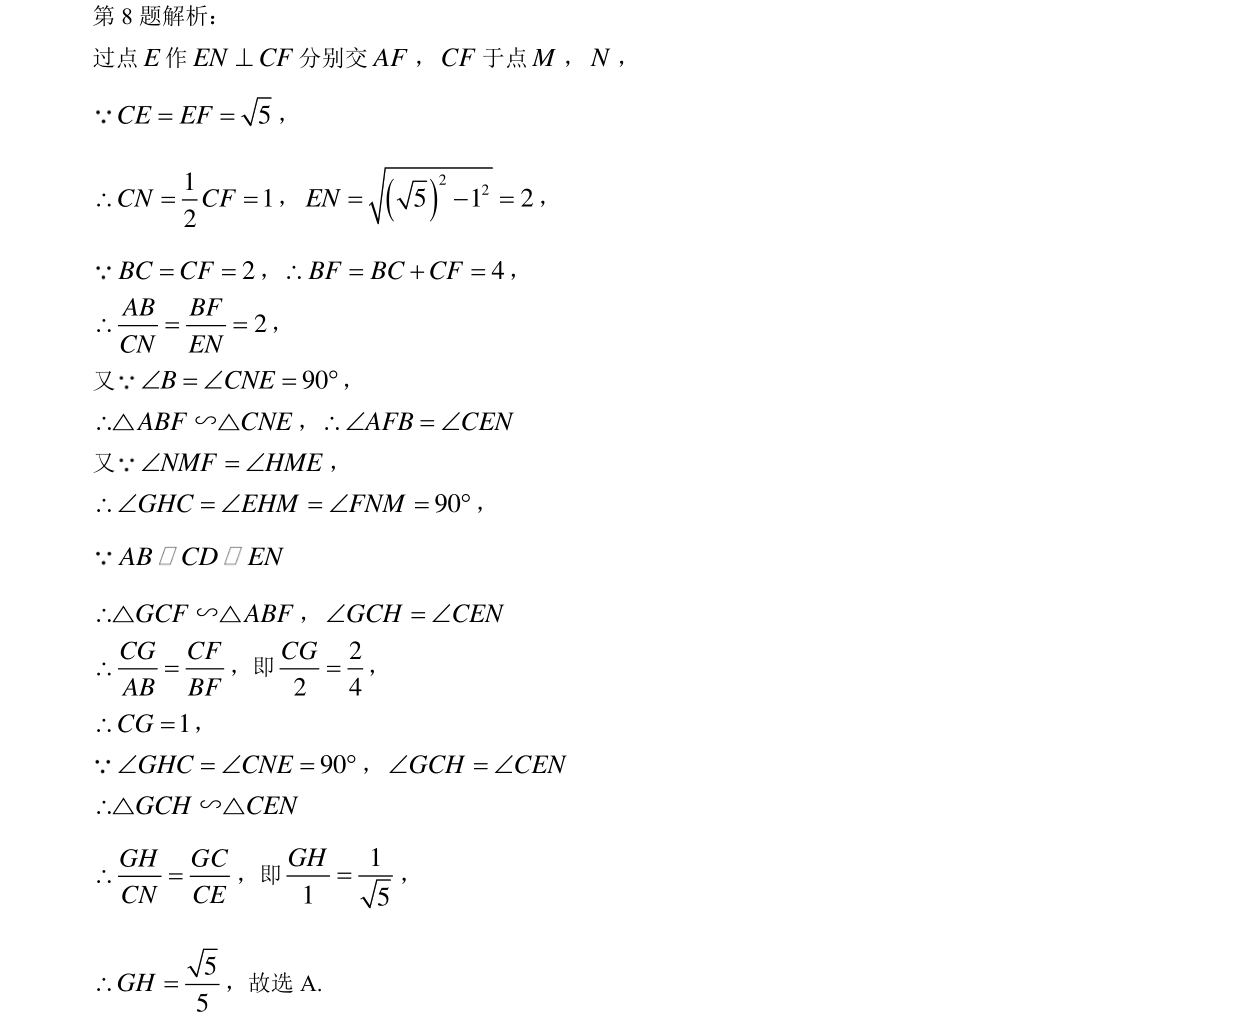 第 8 题解析：
过点 E 作 EN ⊥ CF 分别交 AF ，CF 于点 M ，N ，
∵ CE = EF = √5 ，
∴ CN = 1/2 CF = 1 ，EN = √((√5)² − 1²) = 2 ，
∵ BC = CF = 2 ，∴ BF = BC + CF = 4 ，
∴ AB/CN = BF/EN = 2 ，
又∵ ∠B = ∠CNE = 90° ，
∴△ABF ∽△CNE ，∴ ∠AFB = ∠CEN
又∵ ∠NMF = ∠HME ，
∴ ∠GHC = ∠EHM = ∠FNM = 90° ，
∵ AB ▱ CD ▱ EN
∴△GCF ∽△ABF ，∠GCH = ∠CEN
∴ CG/AB = CF/BF ，即 CG/2 = 2/4 ，
∴ CG = 1 ，
∵ ∠GHC = ∠CNE = 90° ，∠GCH = ∠CEN
∴△GCH ∽△CEN
∴ GH/CN = GC/CE ，即 GH/1 = 1/√5 ，
∴ GH = √5/5 ，故选 A.